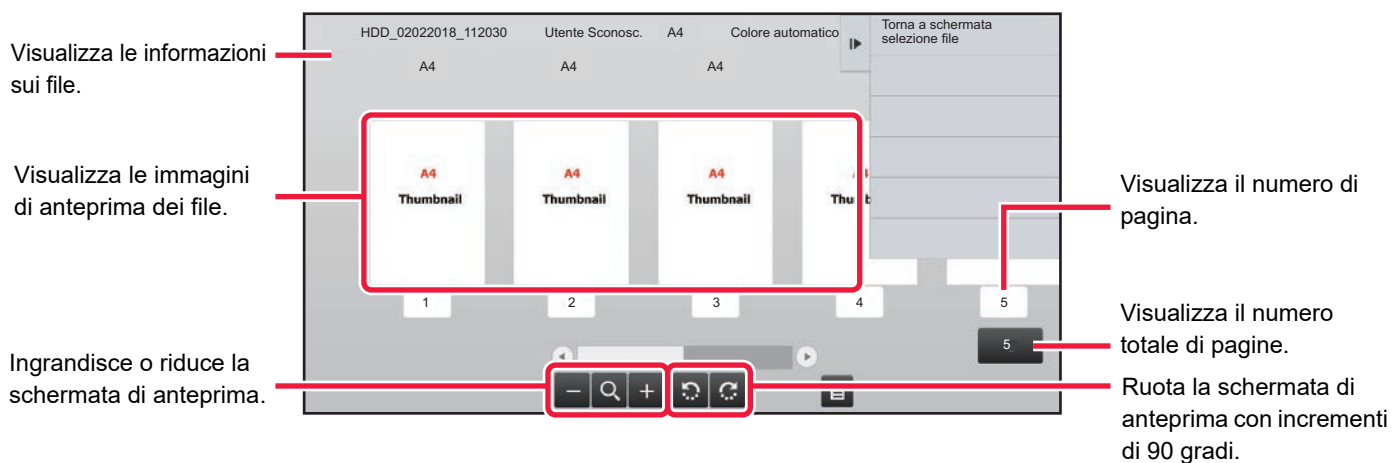 Visualizza le informazioni
sui file.
Visualizza le immagini
di anteprima dei file.
Ingrandisce o riduce la
schermata di anteprima.
HDD_02022018_112030 Utente Sconosc. A4 Colore automatico
Torna a schermata
selezione file
A4 A4 A4
A4 A4 A4
Thumbnail Thumbnail Thumbnail
1 2 3 4 5
5
Visualizza il numero di
pagina.
Visualizza il numero
totale di pagine.
Ruota la schermata di
anteprima con incrementi
di 90 gradi.